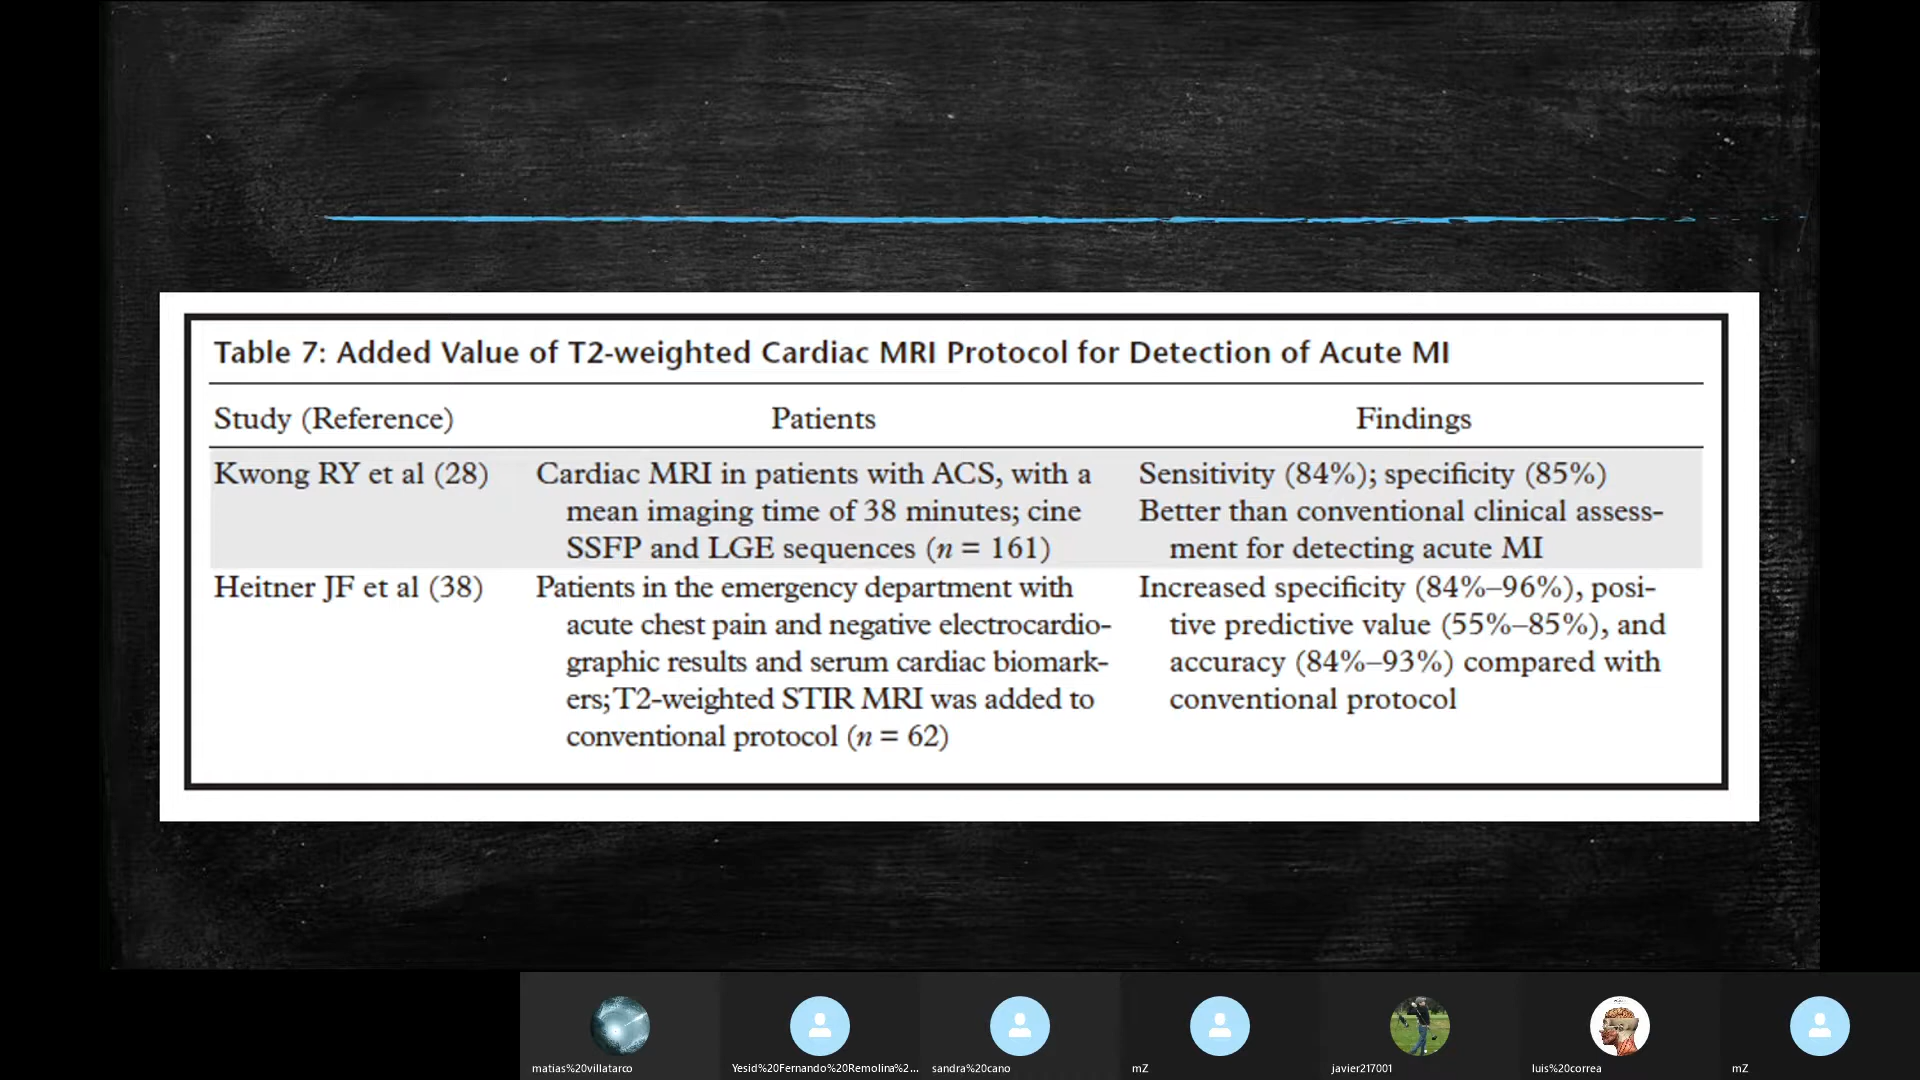 Table 7: Added Value of T2-weighted Cardiac MRI Protocol for Detection of Acute MI
Study (Reference) Patients Findings
Kwong RY et al (28) Cardiac MRI in patients with ACS, with a
mean imaging time of 38 minutes; cine
SSFP and LGE sequences (n = 161)
Sensitivity (84%); specificity (85%)
Better than conventional clinical assess-
ment for detecting acute MI
Heitner JF et al (38) Patients in the emergency department with
acute chest pain and negative electrocardio-
graphic results and serum cardiac biomark-
ers; T2-weighted STIR MRI was added to
conventional protocol (n = 62)
Increased specificity (84%–96%), posi-
tive predictive value (55%–85%), and
accuracy (84%–93%) compared with
conventional protocol
matias%20villatarco
Yesid%20Fernando%20Remolina%2...
sandra%20cano
mZ
javier217001
luis%20correa
mZ